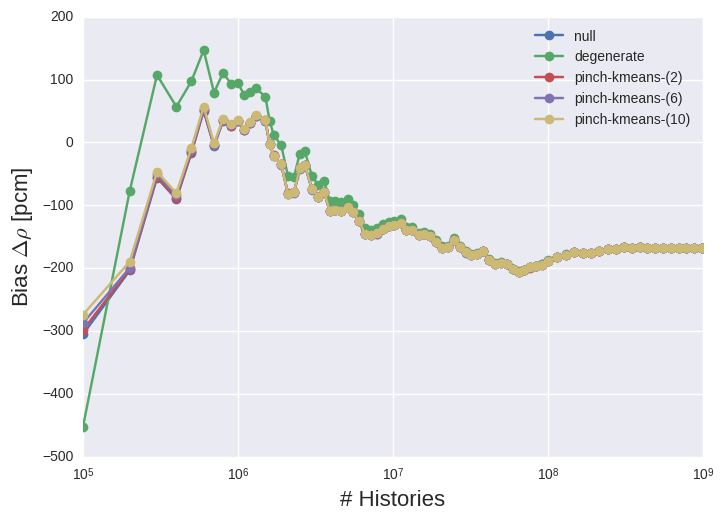 200
100
0
−100
−200
−300
−400
−500
Bias Δρ [pcm]
10⁵
10⁶
10⁷
10⁸
10⁹
# Histories
null
degenerate
pinch-kmeans-(2)
pinch-kmeans-(6)
pinch-kmeans-(10)